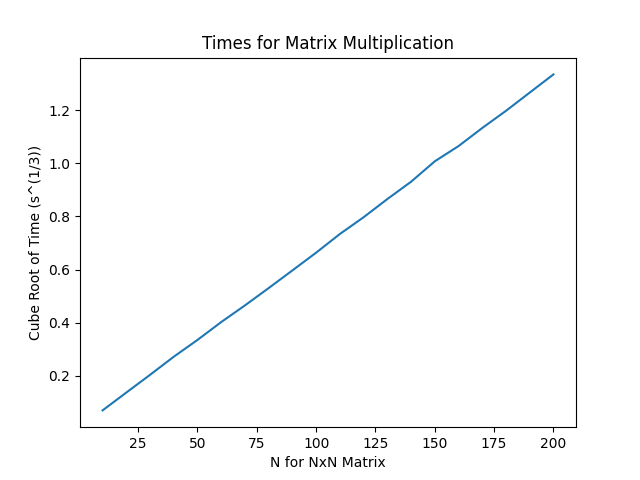 Times for Matrix Multiplication
Cube Root of Time (s^(1/3))
1.2
1.0
0.8
0.6
0.4
0.2
25 50 75 100 125 150 175 200
N for NxN Matrix